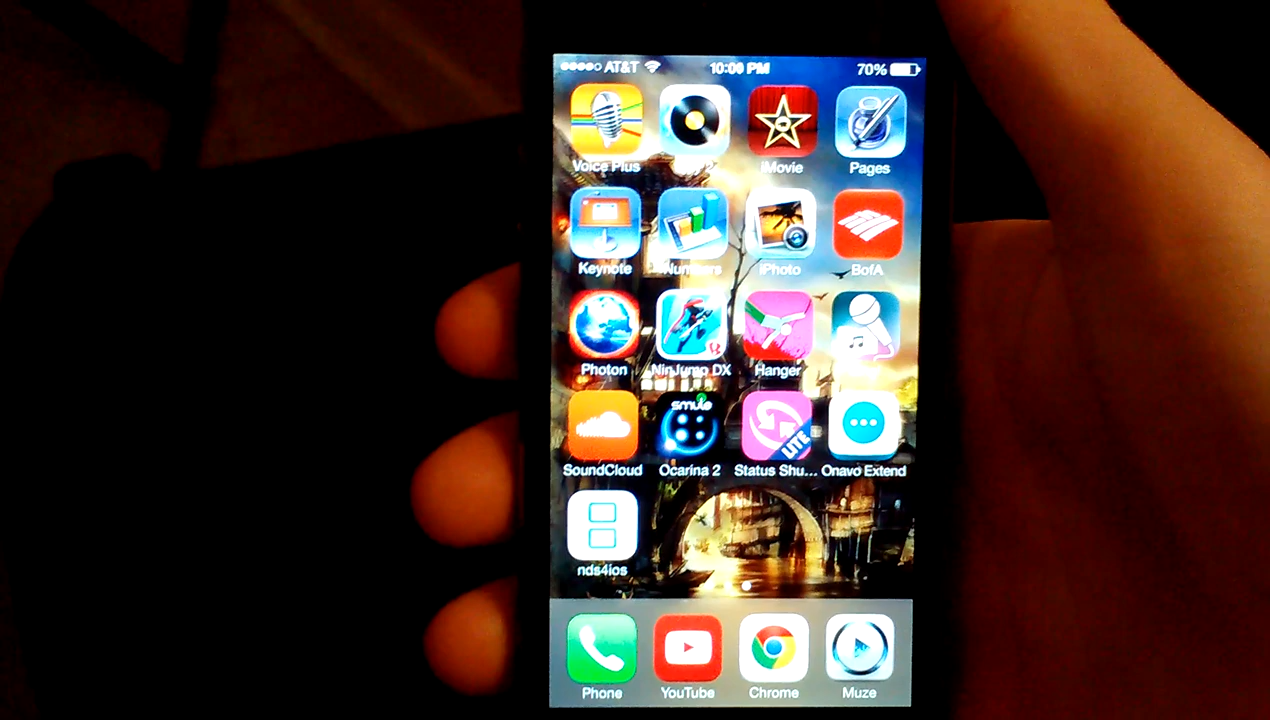 AT&T 10:00 PM 70%
Voice Plus iMovie Pages
Keynote Numbers iPhoto BofA
Photon NinJump DX Hanger
smule
LITE
SoundCloud Ocarina 2 Status Shu... Onavo Extend
nds4ios
Phone YouTube Chrome Muze